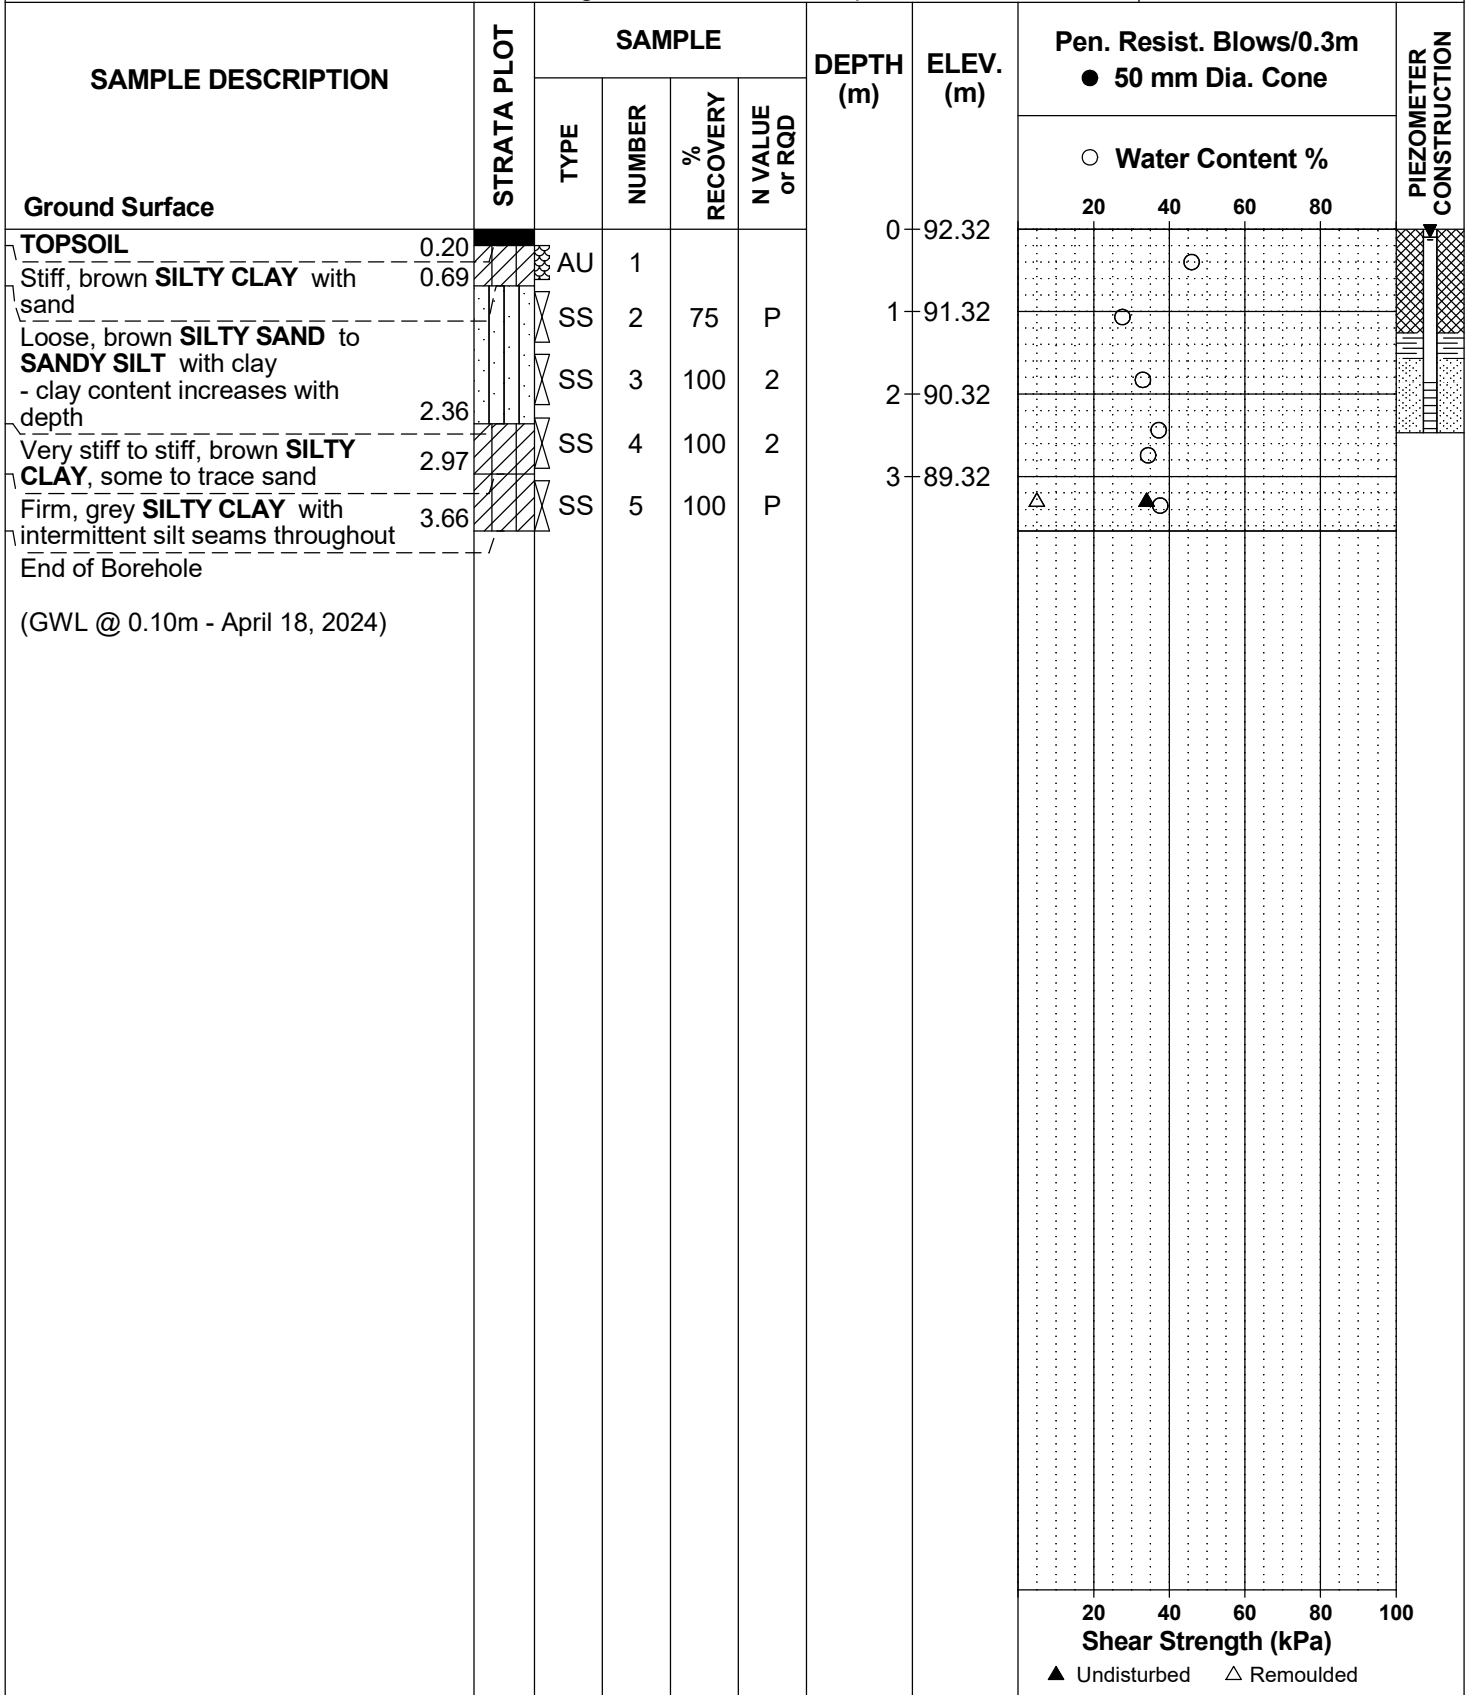 SAMPLE DESCRIPTION
STRATA PLOT
SAMPLE
TYPE
NUMBER
%
RECOVERY
N VALUE
or RQD
DEPTH
(m)
ELEV.
(m)
Pen. Resist. Blows/0.3m
● 50 mm Dia. Cone
○ Water Content %
20 40 60 80
PIEZOMETER
CONSTRUCTION
Ground Surface
0 92.32
TOPSOIL 0.20
AU 1
Stiff, brown SILTY CLAY with 0.69
sand
SS 2 75 P
1 91.32
Loose, brown SILTY SAND to
SANDY SILT with clay
SS 3 100 2
- clay content increases with
2 90.32
depth 2.36
SS 4 100 2
Very stiff to stiff, brown SILTY
CLAY, some to trace sand 2.97
3 89.32
SS 5 100 P
Firm, grey SILTY CLAY with 3.66
intermittent silt seams throughout
End of Borehole
(GWL @ 0.10m - April 18, 2024)
20 40 60 80 100
Shear Strength (kPa)
▲ Undisturbed △ Remoulded